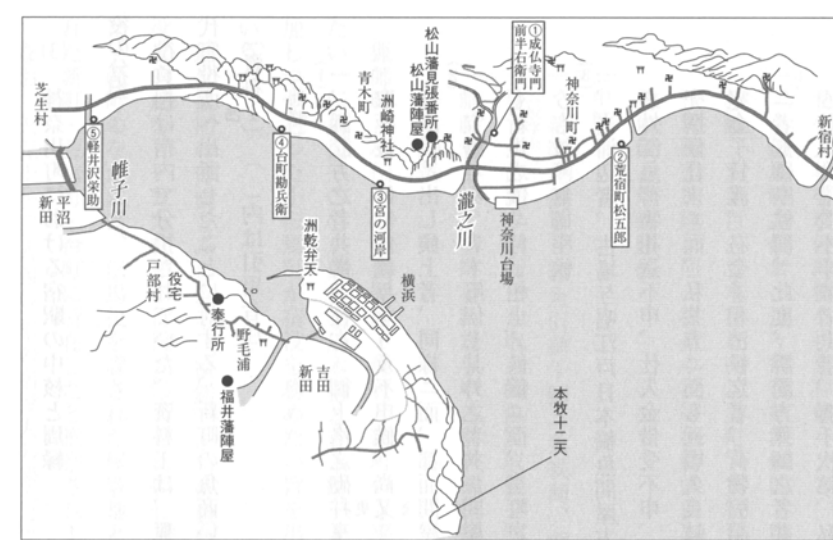 新宿村
②荒宿町松五郎
神奈川町
①成仏寺門
前半右衛門
神奈川台場
瀧之川
松山藩見張番所
松山藩陣屋
③宮の河岸
洲崎神社
青木町
④台町勘兵衛
⑤軽井沢栄助
芝生村
帷子川
平沼
新田
戸部村
役宅
奉行所
野毛浦
福井藩陣屋
洲乾弁天
横浜
吉田
新田
本牧十二天